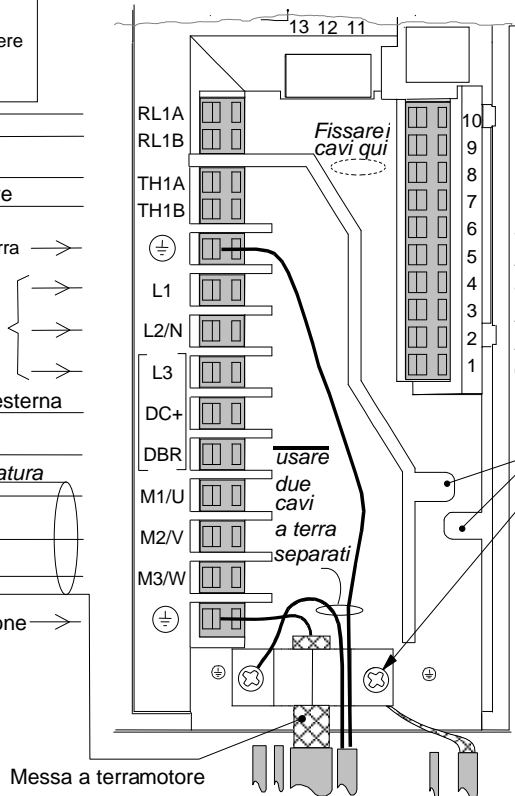 ere
13 12 11
RL1A
RL1B
Fissare i
cavi qui
10
9
8
7
6
5
4
3
2
1
TH1A
TH1B
e
rra
L1
L2/N
L3
esterna
DC+
DBR
atura
usare
due
cavi
a terra
separati
M1/U
M2/V
M3/W
one
Messa a terramotore